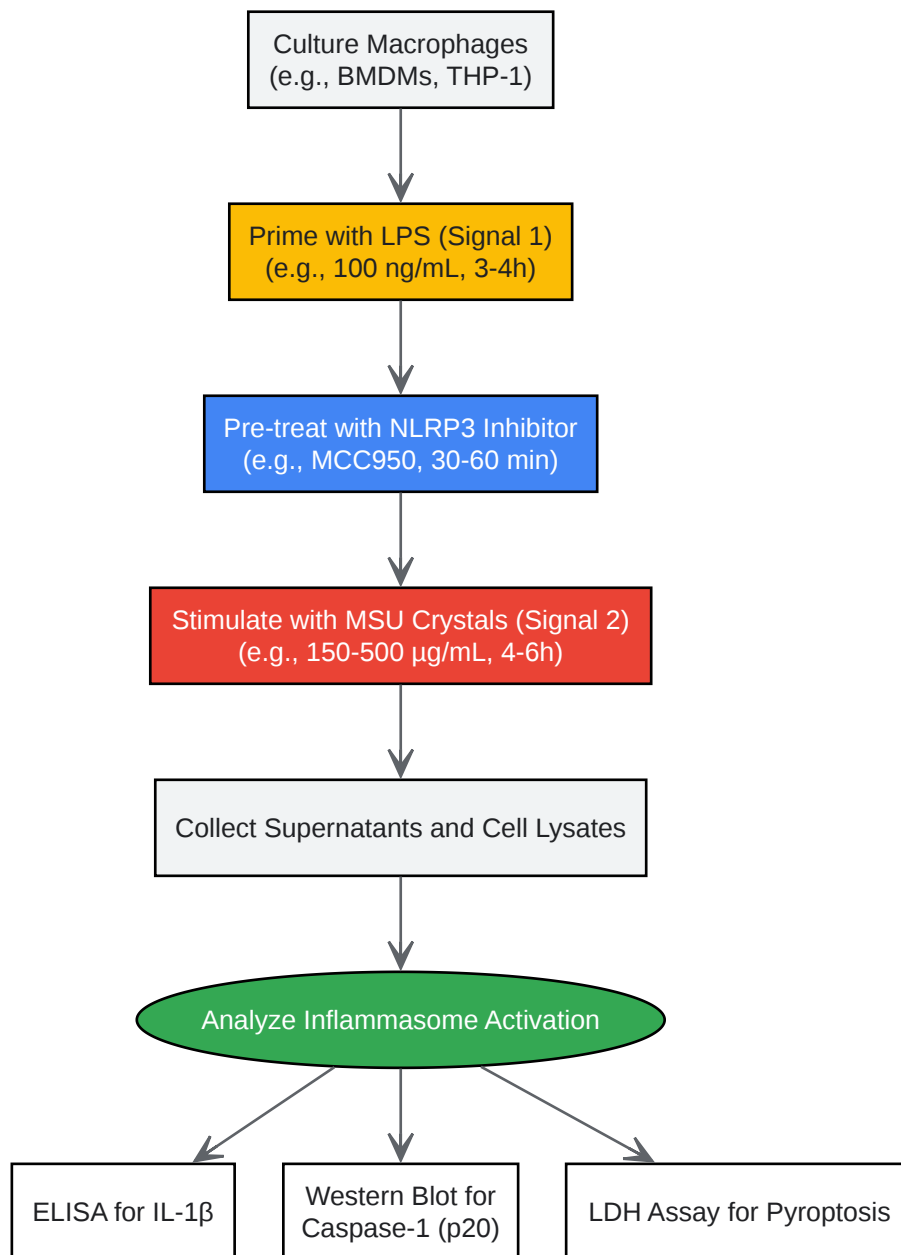 Culture Macrophages
(e.g., BMDMs, THP-1)
Prime with LPS (Signal 1)
(e.g., 100 ng/mL, 3-4h)
Pre-treat with NLRP3 Inhibitor
(e.g., MCC950, 30-60 min)
Stimulate with MSU Crystals (Signal 2)
(e.g., 150-500 µg/mL, 4-6h)
Collect Supernatants and Cell Lysates
Analyze Inflammasome Activation
ELISA for IL-1β
Western Blot for
Caspase-1 (p20)
LDH Assay for Pyroptosis